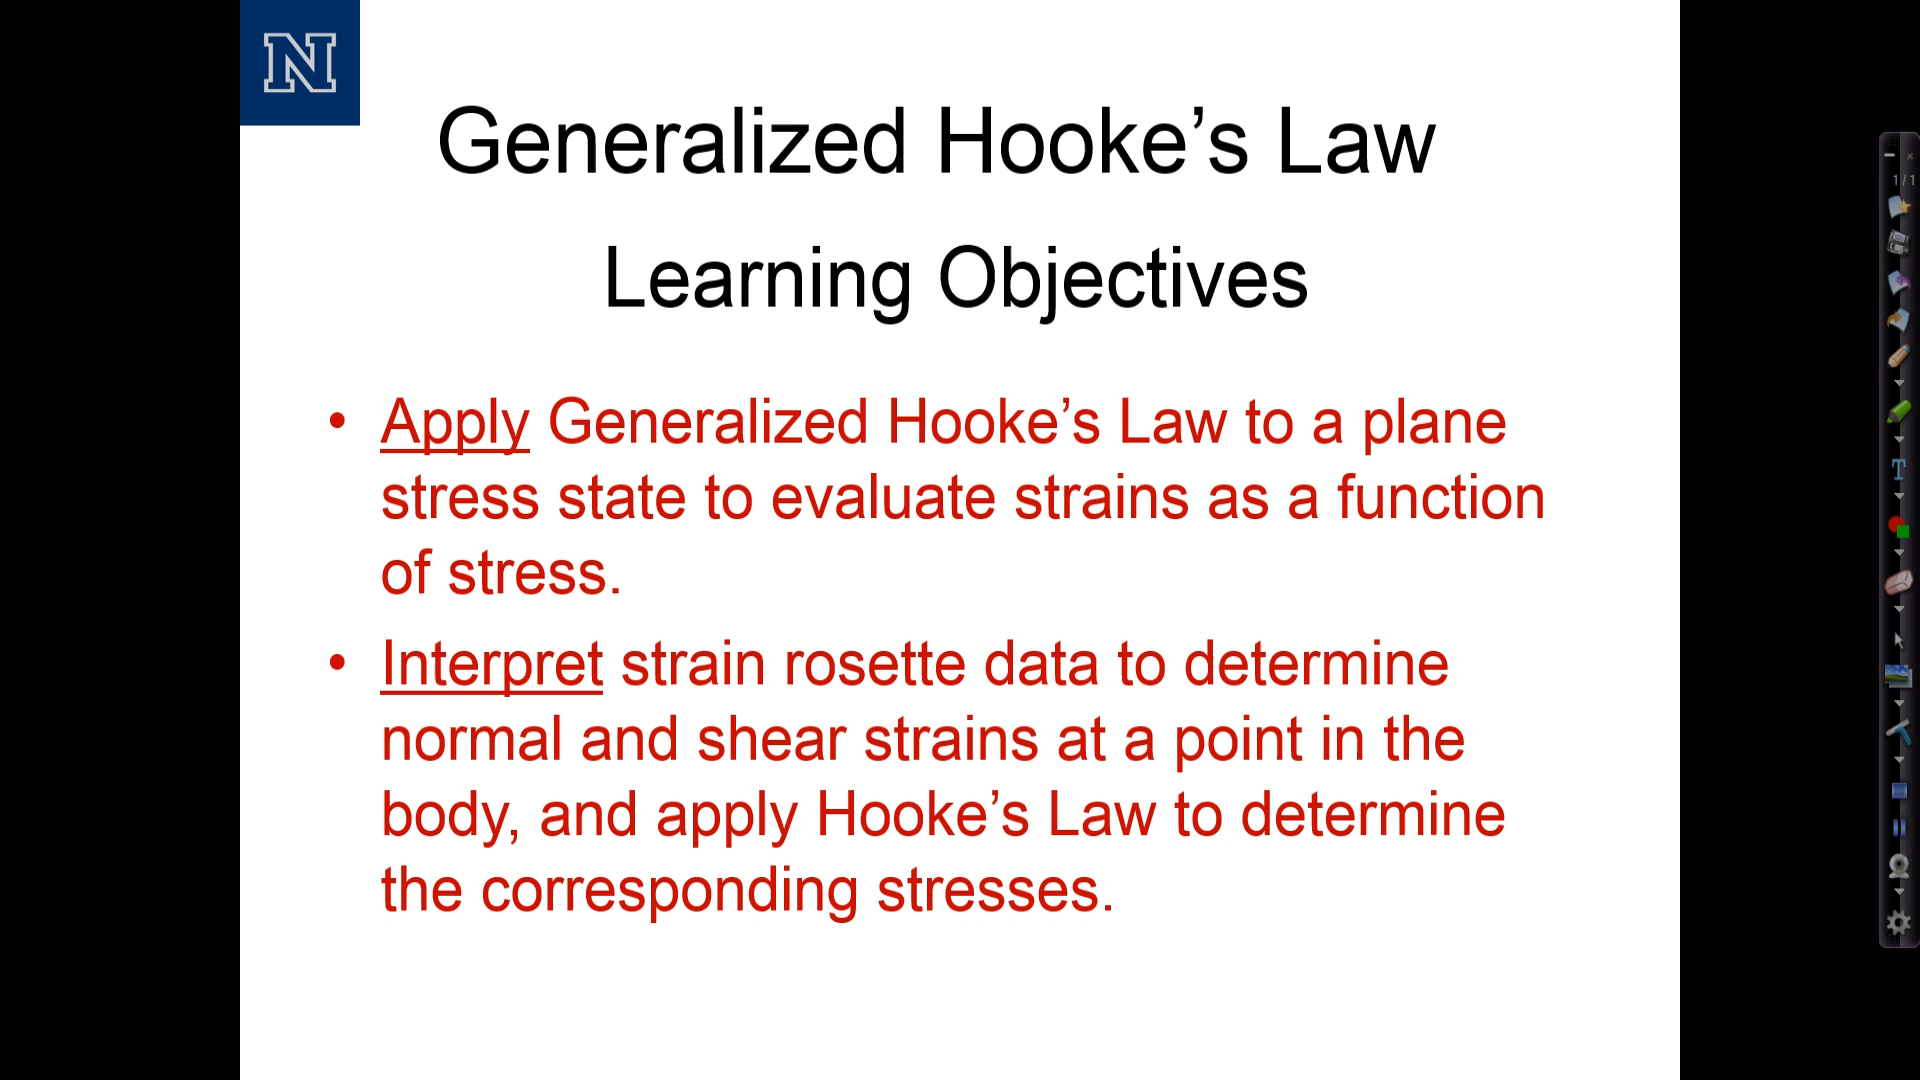 N
Generalized Hooke’s Law
Learning Objectives
• Apply Generalized Hooke’s Law to a plane
stress state to evaluate strains as a function
of stress.
• Interpret strain rosette data to determine
normal and shear strains at a point in the
body, and apply Hooke’s Law to determine
the corresponding stresses.
1/1
T